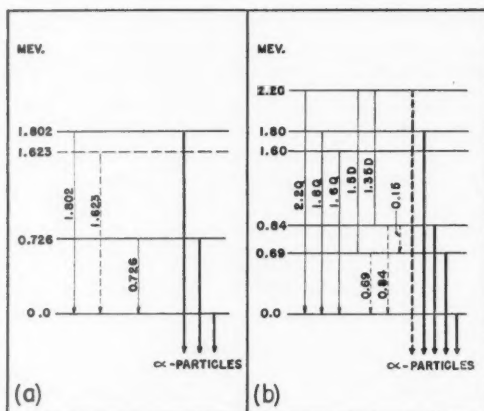 MEV.
1.802
1.623
0.726
0.0
1.802
1.623
0.726
∝-PARTICLES
(a)
MEV.
2.20
1.80
1.60
0.84
0.69
0.0
2.2Q
1.8Q
1.6Q
1.5D
1.35D
0.15
0.69
0.84
∝-PARTICLES
(b)